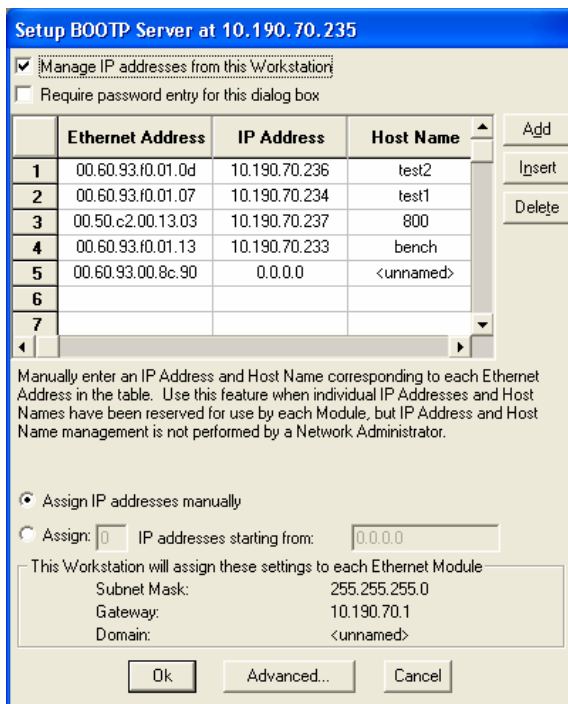 Setup BOOTP Server at 10.190.70.235
Manage IP addresses from this Workstation
Require password entry for this dialog box
Ethernet Address IP Address Host Name
Add
1 00.60.93.f0.01.0d 10.190.70.236 test2
Insert
2 00.60.93.f0.01.07 10.190.70.234 test1
Delete
3 00.50.c2.00.13.03 10.190.70.237 800
4 00.60.93.f0.01.13 10.190.70.233 bench
5 00.60.93.00.8c.90 0.0.0.0 <unnamed>
6
7
Manually enter an IP Address and Host Name corresponding to each Ethernet
Address in the table. Use this feature when individual IP Addresses and Host
Names have been reserved for use by each Module, but IP Address and Host
Name management is not performed by a Network Administrator.
Assign IP addresses manually
Assign: 0 IP addresses starting from: 0.0.0.0
This Workstation will assign these settings to each Ethernet Module
Subnet Mask: 255.255.255.0
Gateway: 10.190.70.1
Domain: <unnamed>
Ok Advanced... Cancel